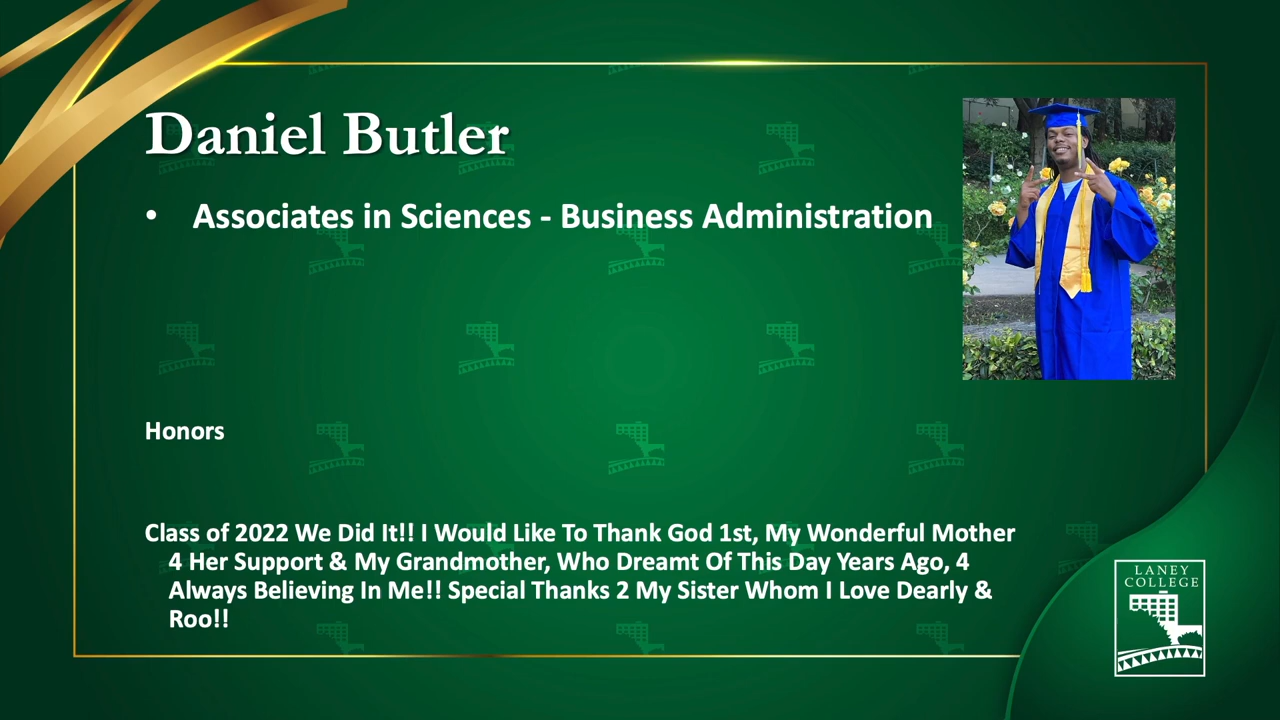 Daniel Butler
• Associates in Sciences - Business Administration
Honors
Class of 2022 We Did It!! I Would Like To Thank God 1st, My Wonderful Mother
4 Her Support & My Grandmother, Who Dreamt Of This Day Years Ago, 4
Always Believing In Me!! Special Thanks 2 My Sister Whom I Love Dearly &
Roo!!
LANEY
COLLEGE